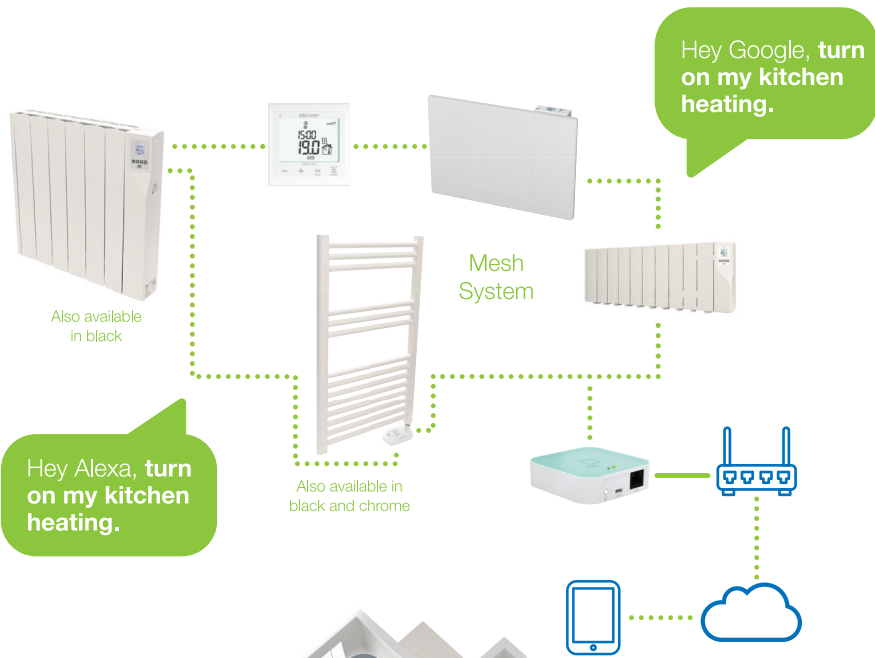 Hey Google, turn
on my kitchen
heating.
15:00
19.0
Mesh
System
Also available
in black
Hey Alexa, turn
on my kitchen
heating.
Also available in
black and chrome